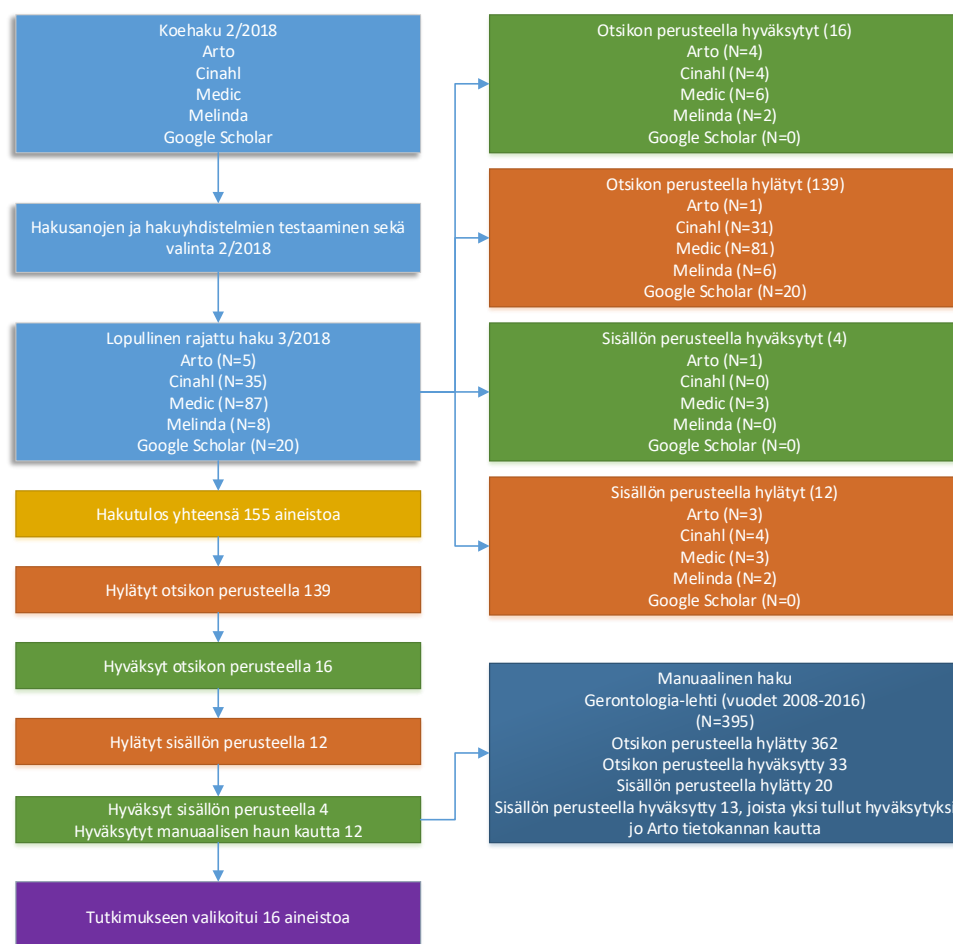 Koehaku 2/2018
Arto
Cinahl
Medic
Melinda
Google Scholar
Hakusanojen ja hakuyhdistelmien testaaminen sekä
valinta 2/2018
Lopullinen rajattu haku 3/2018
Arto (N=5)
Cinahl (N=35)
Medic (N=87)
Melinda (N=8)
Google Scholar (N=20)
Hakutulos yhteensä 155 aineistoa
Hylätyt otsikon perusteella 139
Hyväksyt otsikon perusteella 16
Hylätyt sisällön perusteella 12
Hyväksyt sisällön perusteella 4
Hyväksytyt manuaalisen haun kautta 12
Tutkimukseen valikoitui 16 aineistoa
Otsikon perusteella hyväksytyt (16)
Arto (N=4)
Cinahl (N=4)
Medic (N=6)
Melinda (N=2)
Google Scholar (N=0)
Otsikon perusteella hylätyt (139)
Arto (N=1)
Cinahl (N=31)
Medic (N=81)
Melinda (N=6)
Google Scholar (N=20)
Sisällön perusteella hyväksytyt (4)
Arto (N=1)
Cinahl (N=0)
Medic (N=3)
Melinda (N=0)
Google Scholar (N=0)
Sisällön perusteella hylätyt (12)
Arto (N=3)
Cinahl (N=4)
Medic (N=3)
Melinda (N=2)
Google Scholar (N=0)
Manuaalinen haku
Gerontologia-lehti (vuodet 2008-2016)
(N=395)
Otsikon perusteella hylätty 362
Otsikon perusteella hyväksytty 33
Sisällön perusteella hylätty 20
Sisällön perusteella hyväksytty 13, joista yksi tullut hyväksytyksi
jo Arto tietokannan kautta